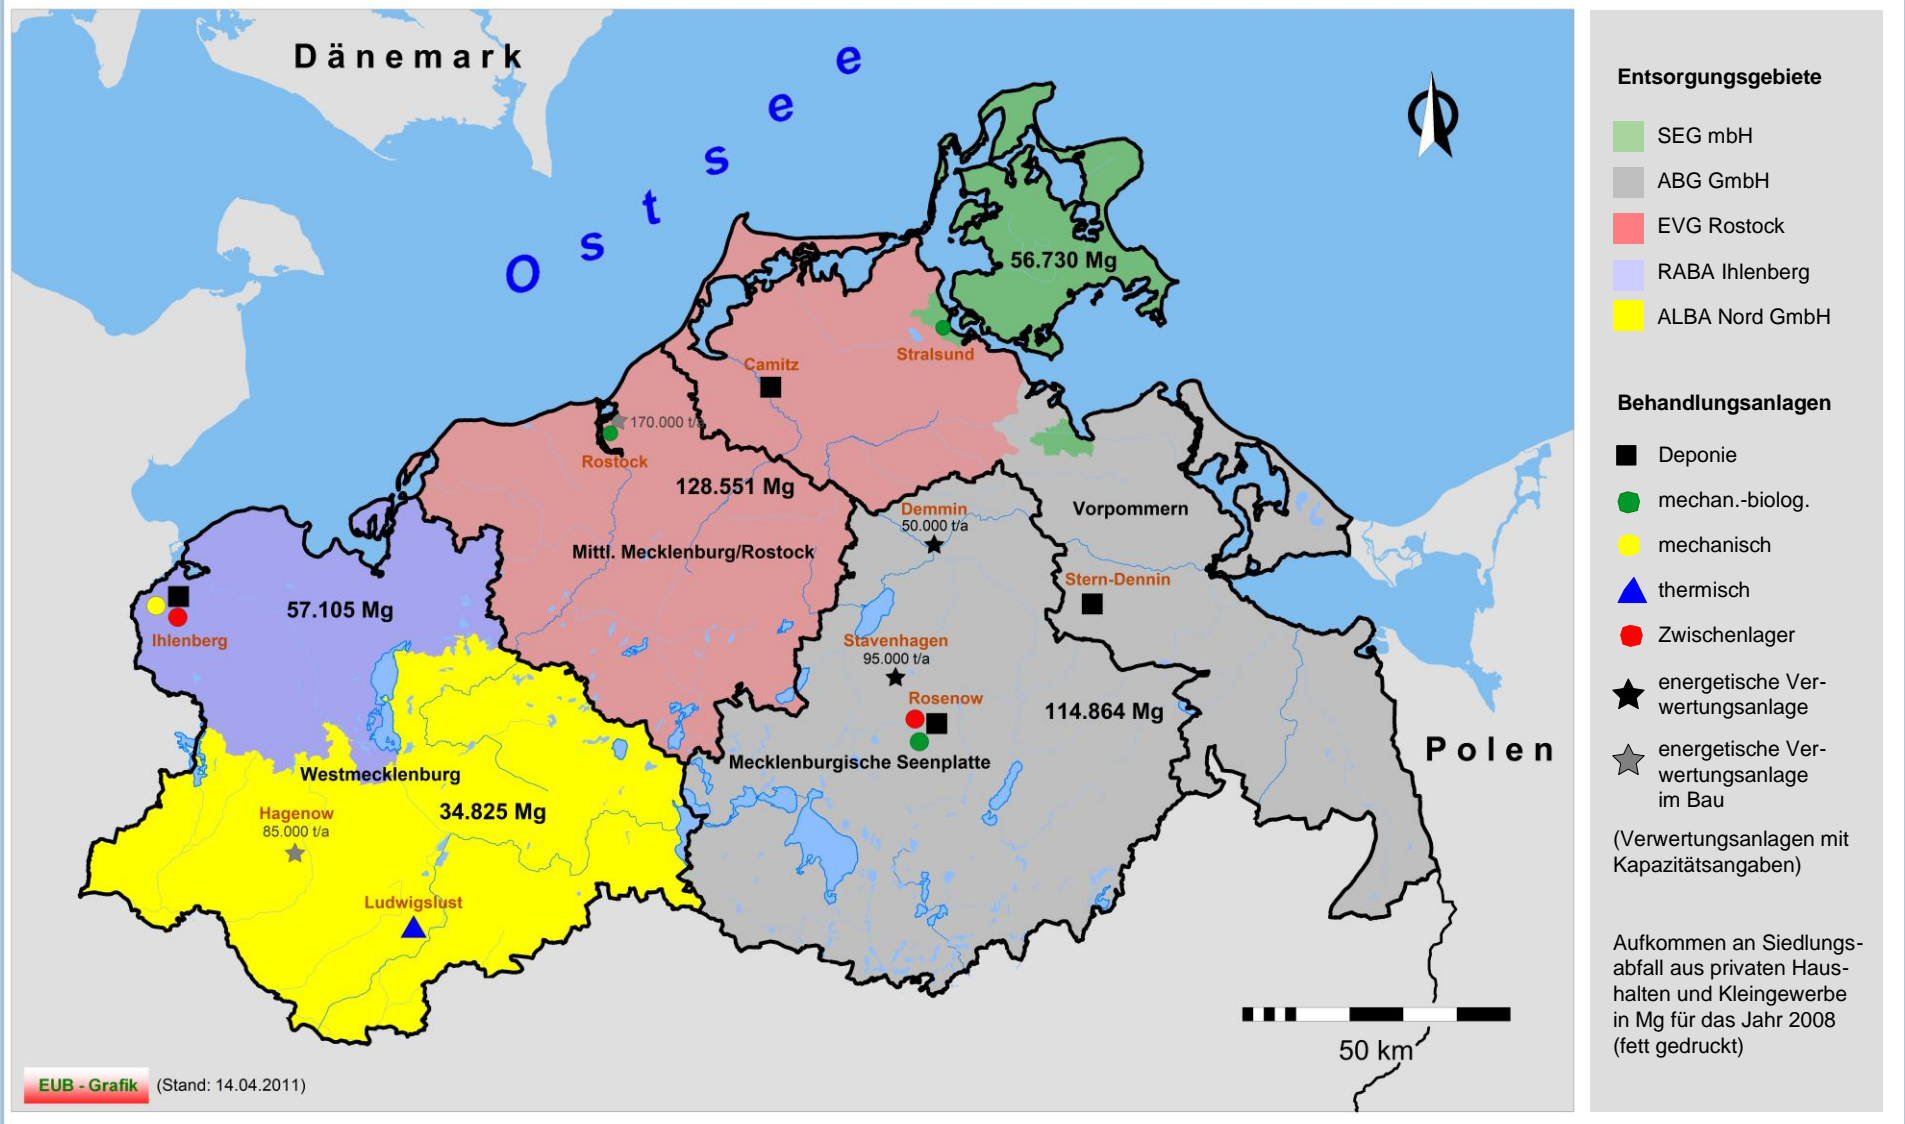 Dänemark
Ostsee
56.730 Mg
Stralsund
Camitz
170.000 t/a
Rostock
128.551 Mg
Demmin
50.000 t/a
Vorpommern
Mittl. Mecklenburg/Rostock
Stern-Dennin
57.105 Mg
Ihlenberg
Stavenhagen
95.000 t/a
Rosenow
114.864 Mg
Polen
Mecklenburgische Seenplatte
Westmecklenburg
34.825 Mg
Hagenow
85.000 t/a
Ludwigslust
50 km
EUB - Grafik (Stand: 14.04.2011)
Entsorgungsgebiete
SEG mbH
ABG GmbH
EVG Rostock
RABA Ihlenberg
ALBA Nord GmbH
Behandlungsanlagen
Deponie
mechan.-biolog.
mechanisch
thermisch
Zwischenlager
energetische Ver-
wertungsanlage
energetische Ver-
wertungsanlage
im Bau
(Verwertungsanlagen mit
Kapazitätsangaben)
Aufkommen an Siedlungs-
abfall aus privaten Haus-
halten und Kleingewerbe
in Mg für das Jahr 2008
(fett gedruckt)